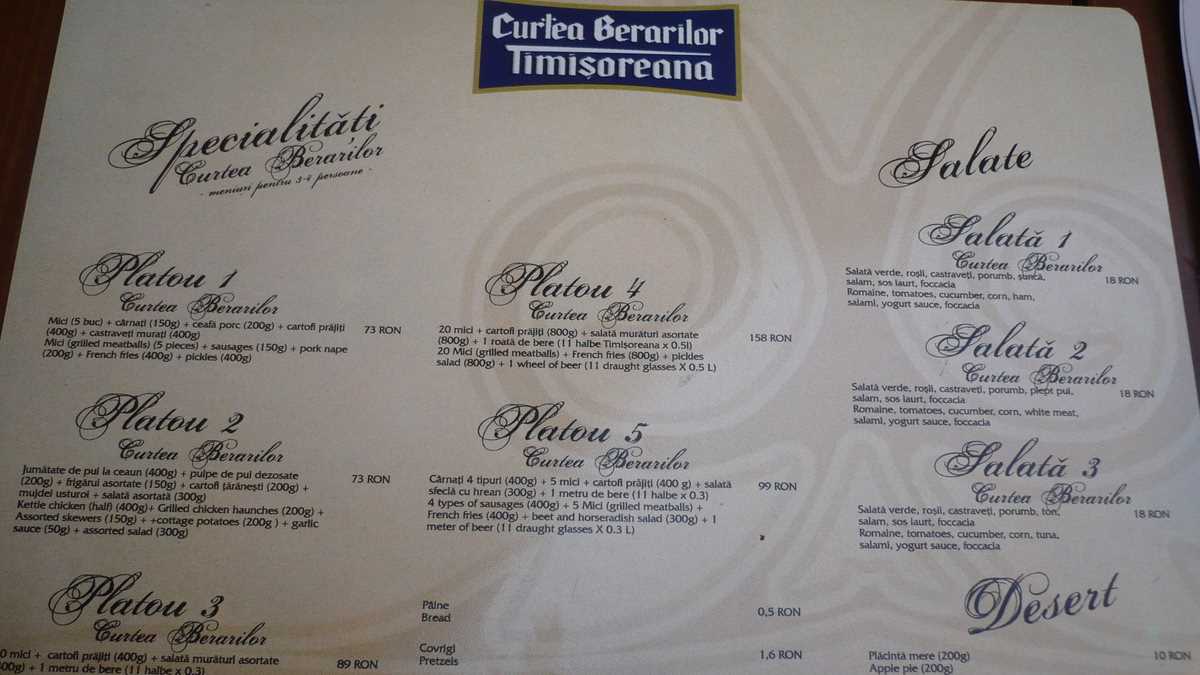 Curtea Berarilor
Timișoreana
Specialităţi
Curtea Berarilor
- meniuri pentru 3-4 persoane -
Platou 1
Curtea Berarilor
Mici (5 buc) + cârnaţi (150g) + ceafă porc (200g) + cartofi prăjiţi
(400g) + castraveţi muraţi (400g)
73 RON
Mici (grilled meatballs) (5 pieces) + sausages (150g) + pork nape
(200g) + French fries (400g) + pickles (400g)
Platou 2
Curtea Berarilor
Jumătate de pui la ceaun (400g) + pulpe de pui dezosate
(200g) + frigărui asortate (150g) + cartofi ţărăneşti (200g) +
mujdei usturoi + salată asortată (300g)
73 RON
Kettle chicken (half) (400g)+ Grilled chicken haunches (200g) +
Assorted skewers (150g) + +cottage potatoes (200g ) + garlic
sauce (50g) + assorted salad (300g)
Platou 3
Curtea Berarilor
0 mici + cartofi prăjiţi (400g) + salată murături asortate
00g) + 1 metru de bere (11 halbe x 0.3)
89 RON
Platou 4
Curtea Berarilor
20 mici + cartofi prăjiţi (800g) + salată murături asortate
(800g) + 1 roată de bere (11 halbe Timişoreana x 0.5l)
158 RON
20 Mici (grilled meatballs) + French fries (800g) + pickles
salad (800g) + 1 wheel of beer (11 draught glasses X 0.5 L)
Platou 5
Curtea Berarilor
Cârnaţi 4 tipuri (400g) + 5 mici + cartofi prăjiţi (400 g) + salată
sfeclă cu hrean (300g) + 1 metru de bere (11 halbe x 0.3)
99 RON
4 types of sausages (400g) + 5 Mici (grilled meatballs) +
French fries (400g) + beet and horseradish salad (300g) + 1
meter of beer (11 draught glasses X 0.3 L)
Pâine
Bread
0,5 RON
Covrigi
Pretzels
1,6 RON
Salate
Salată 1
Curtea Berarilor
Salată verde, roşii, castraveţi, porumb, şuncă,
salam, sos iaurt, foccacia
18 RON
Romaine, tomatoes, cucumber, corn, ham,
salami, yogurt sauce, foccacia
Salată 2
Curtea Berarilor
Salată verde, roşii, castraveţi, porumb, piept pui,
salam, sos iaurt, foccacia
18 RON
Romaine, tomatoes, cucumber, corn, white meat,
salami, yogurt sauce, foccacia
Salată 3
Curtea Berarilor
Salată verde, roşii, castraveţi, porumb, ton,
salam, sos iaurt, foccacia
18 RON
Romaine, tomatoes, cucumber, corn, tuna,
salami, yogurt sauce, foccacia
Desert
Plăcintă mere (200g)
Apple pie (200g)
10 RON